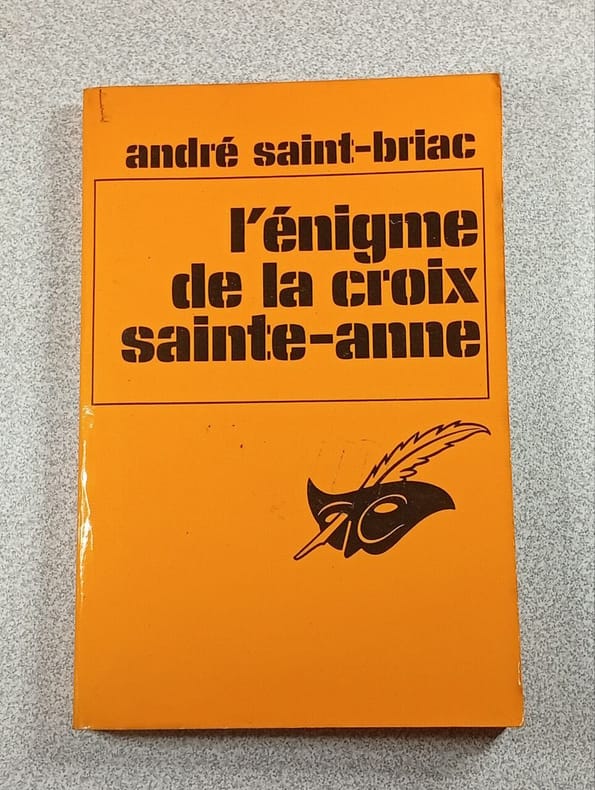 andré saint-briac
l'énigme
de la croix
sainte-anne